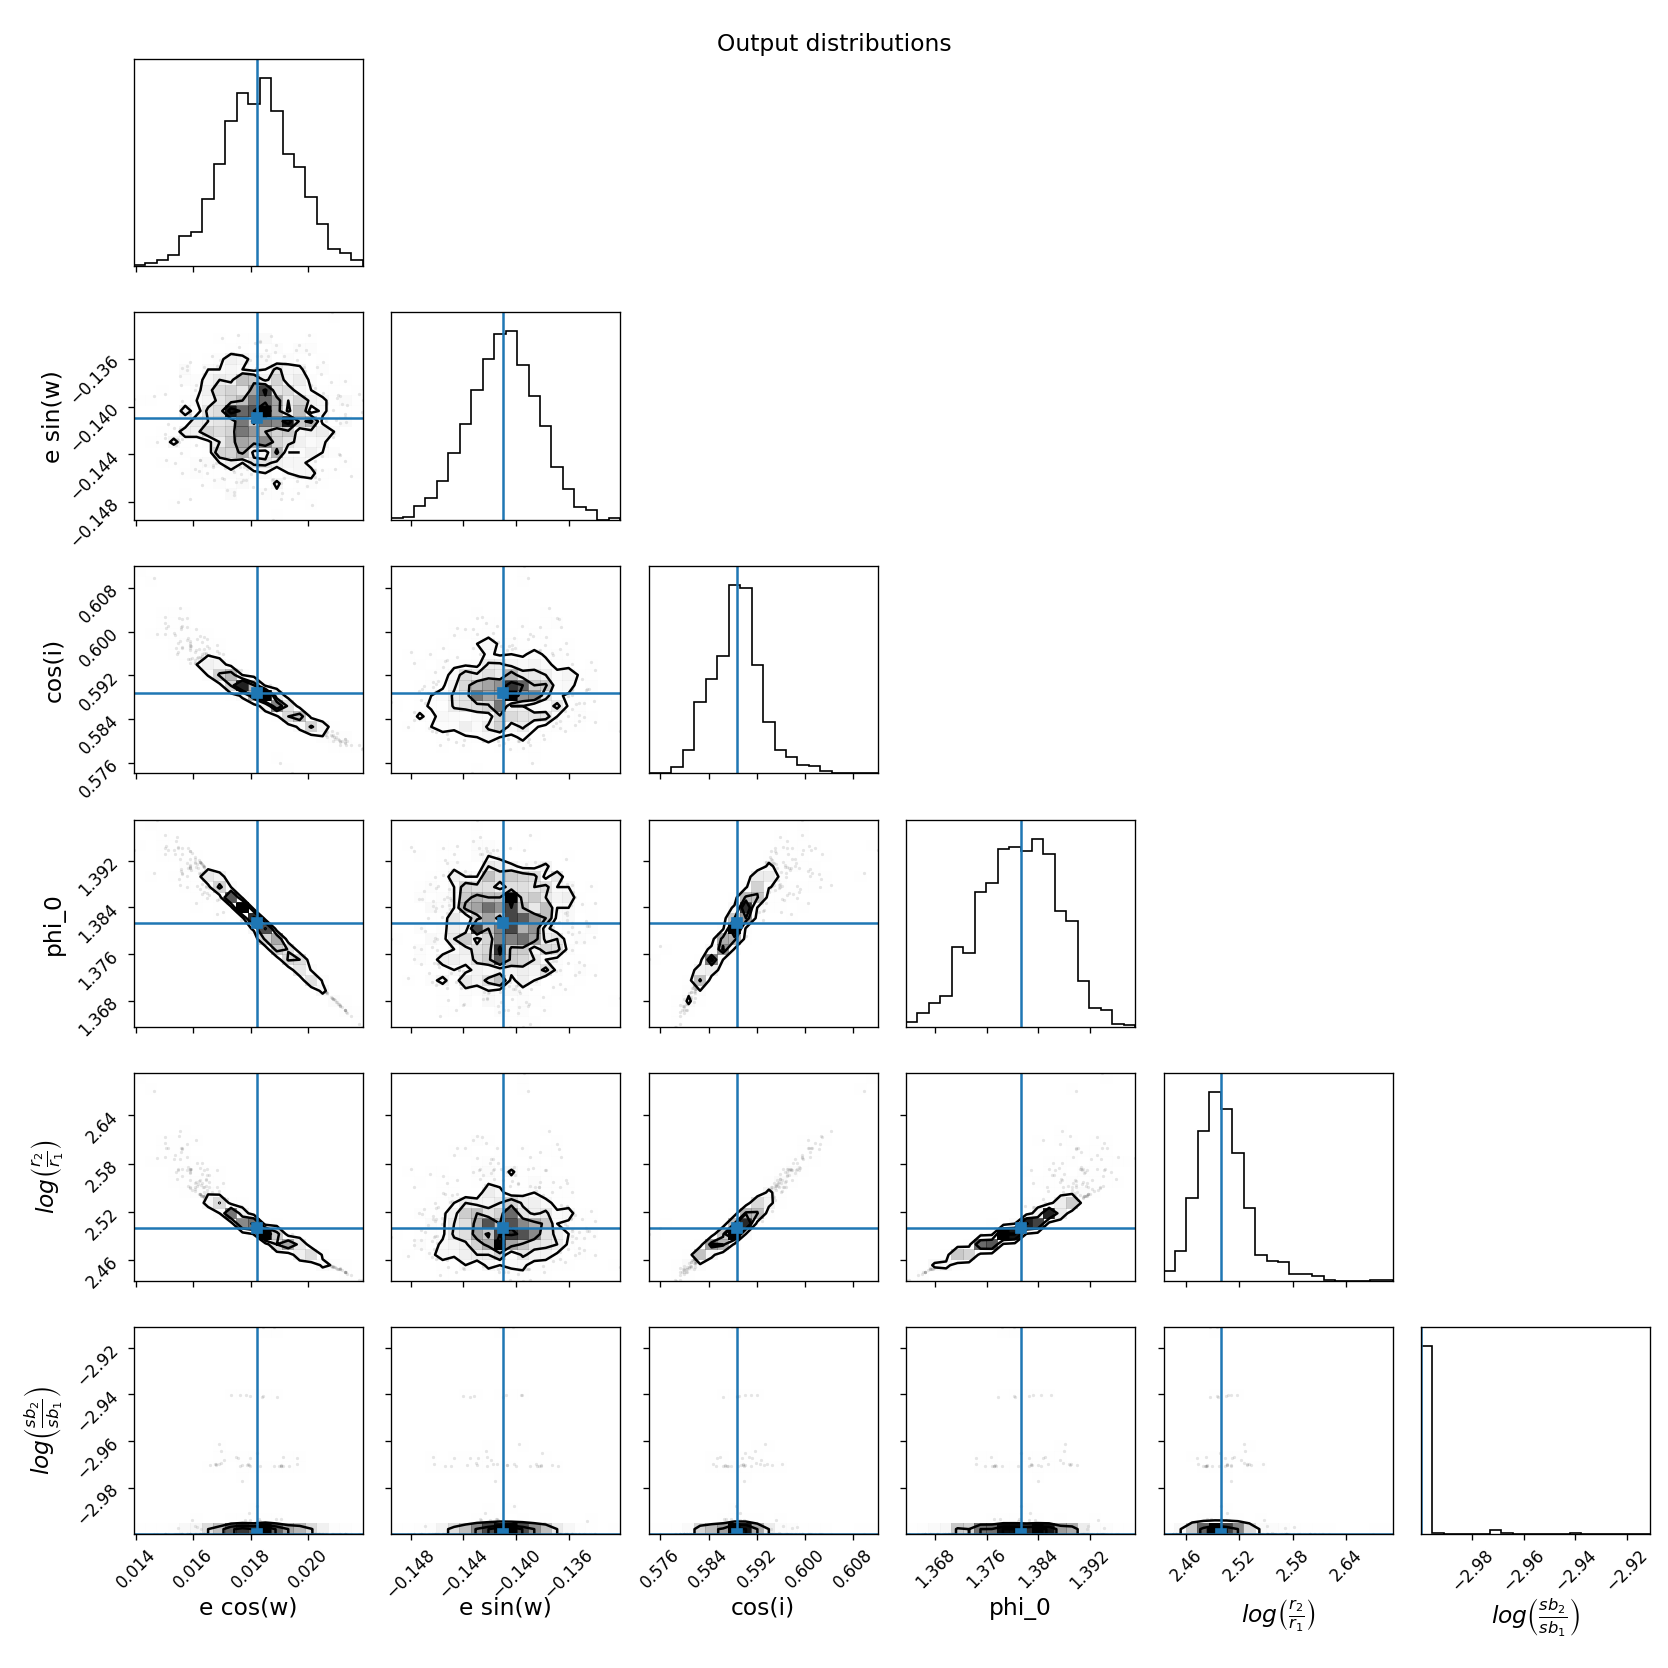 Output distributions
e sin(w)
−0.136
−0.140
−0.144
−0.148
cos(i)
0.608
0.600
0.592
0.584
0.576
phi_0
1.392
1.384
1.376
1.368
log(r₂/r₁)
2.64
2.58
2.52
2.46
log(sb₂/sb₁)
−2.92
−2.94
−2.96
−2.98
0.014 0.016 0.018 0.020
−0.148 −0.144 −0.140 −0.136
0.576 0.584 0.592 0.600 0.608
1.368 1.376 1.384 1.392
2.46 2.52 2.58 2.64
−2.98 −2.96 −2.94 −2.92
e cos(w)
e sin(w)
cos(i)
phi_0
log(r₂/r₁)
log(sb₂/sb₁)